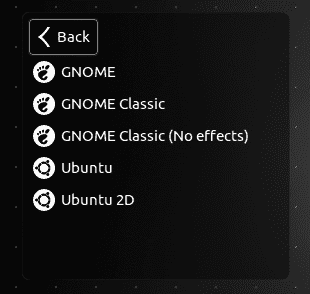 Back
GNOME
GNOME Classic
GNOME Classic (No effects)
Ubuntu
Ubuntu 2D